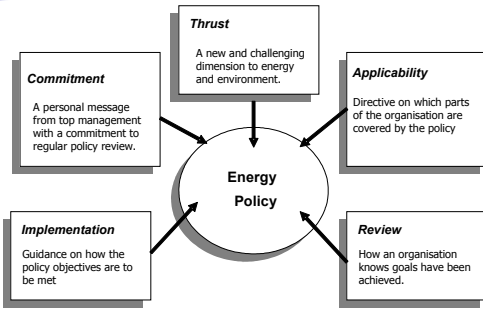 Thrust
A new and challenging
dimension to energy
and environment.
Commitment
A personal message
from top management
with a commitment to
regular policy review.
Applicability
Directive on which parts
of the organisation are
covered by the policy
Energy
Policy
Implementation
Guidance on how the
policy objectives are to
be met
Review
How an organisation
knows goals have been
achieved.